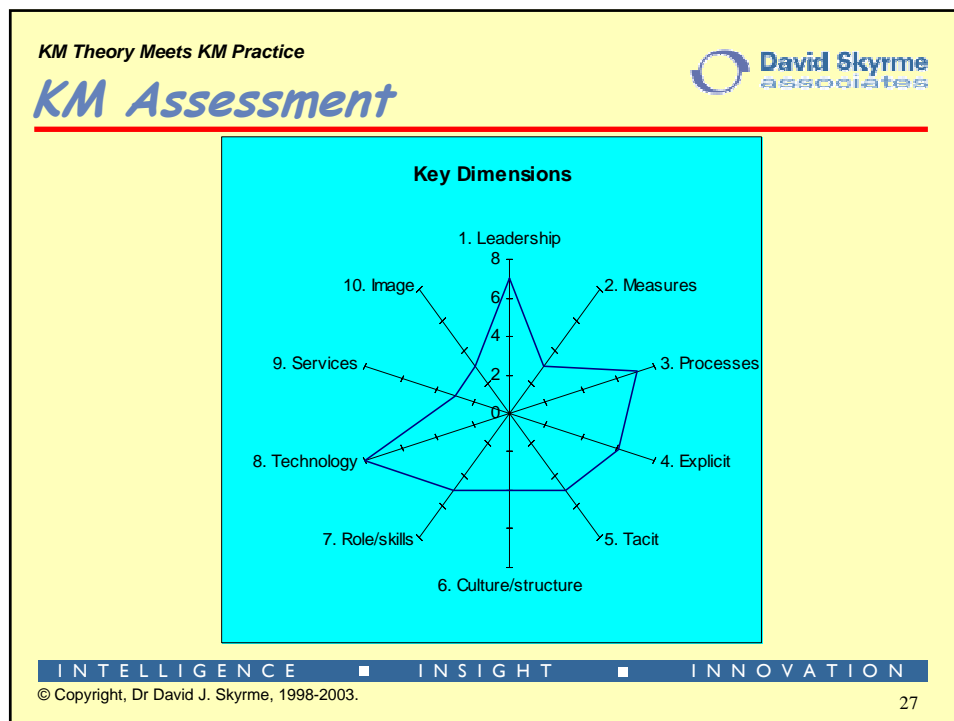 KM Theory Meets KM Practice
David Skyrme
associates
KM Assessment
Key Dimensions
1. Leadership
8
10. Image
2. Measures
6
4
9. Services
3. Processes
2
0
8. Technology
4. Explicit
7. Role/skills
5. Tacit
6. Culture/structure
INTELLIGENCE ■ INSIGHT ■ INNOVATION
© Copyright, Dr David J. Skyrme, 1998-2003.
27